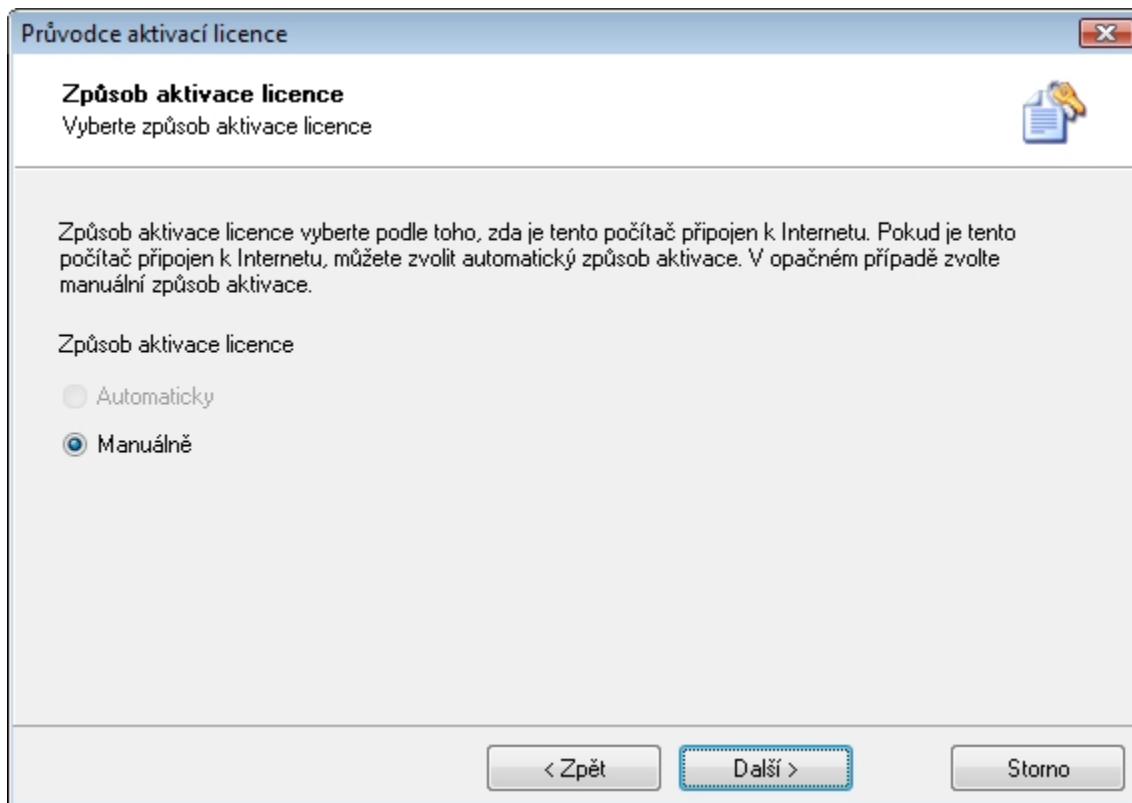 Průvodce aktivací licence
Způsob aktivace licence
Vyberte způsob aktivace licence
Způsob aktivace licence vyberte podle toho, zda je tento počítač připojen k Internetu. Pokud je tento
počítač připojen k Internetu, můžete zvolit automatický způsob aktivace. V opačném případě zvolte
manuální způsob aktivace.
Způsob aktivace licence
Automaticky
Manuálně
< Zpět
Další >
Storno